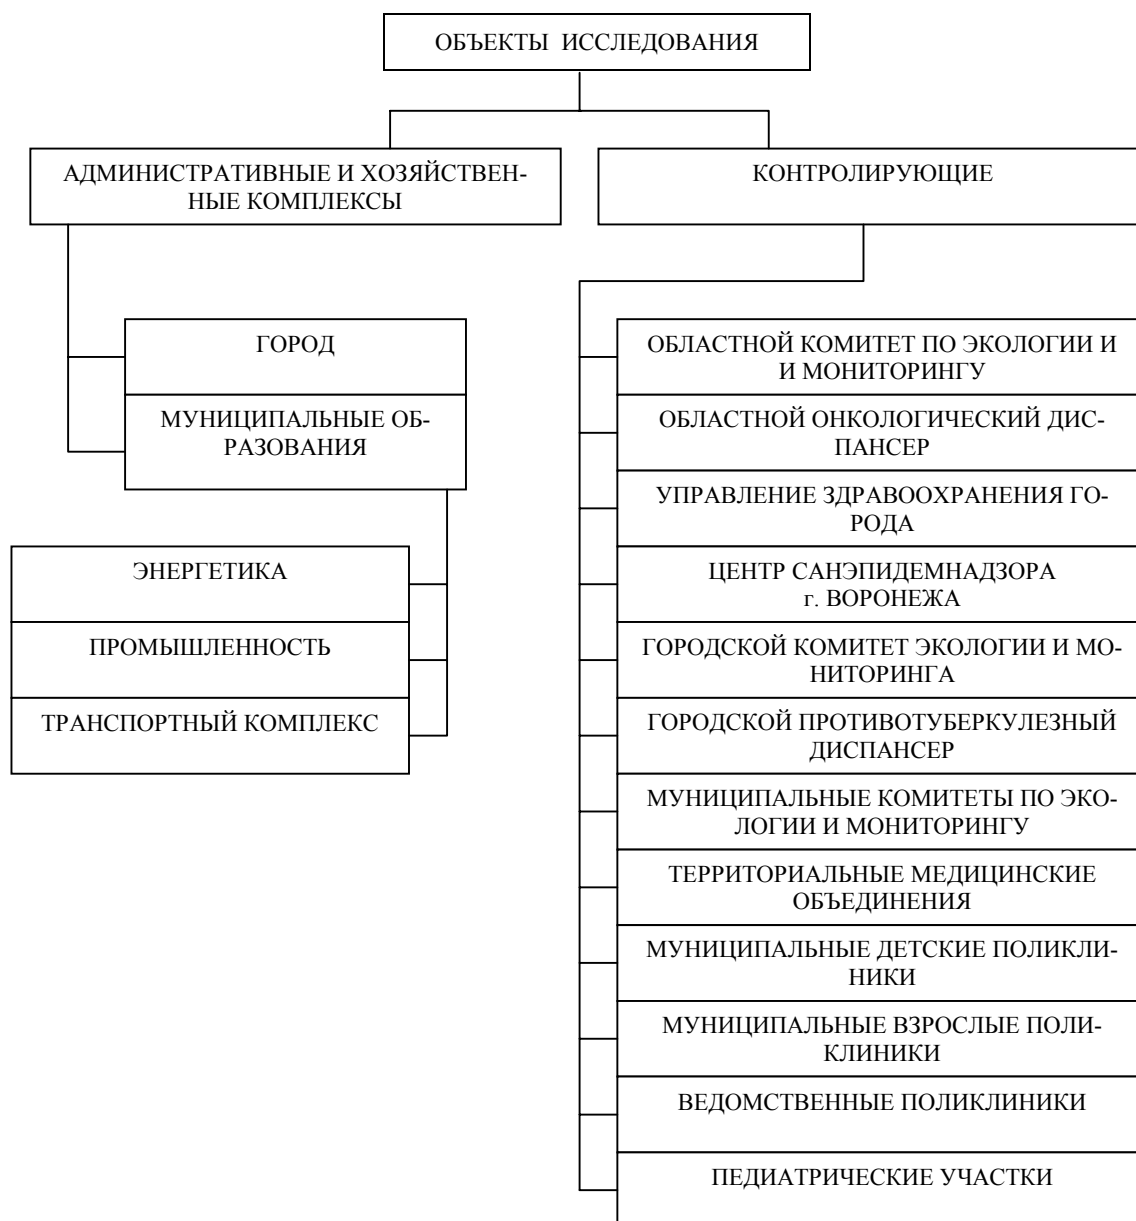 ОБЪЕКТЫ ИССЛЕДОВАНИЯ
АДМИНИСТРАТИВНЫЕ И ХОЗЯЙСТВЕН-
НЫЕ КОМПЛЕКСЫ
КОНТРОЛИРУЮЩИЕ
ГОРОД
МУНИЦИПАЛЬНЫЕ ОБ-
РАЗОВАНИЯ
ЭНЕРГЕТИКА
ПРОМЫШЛЕННОСТЬ
ТРАНСПОРТНЫЙ КОМПЛЕКС
ОБЛАСТНОЙ КОМИТЕТ ПО ЭКОЛОГИИ И
И МОНИТОРИНГУ
ОБЛАСТНОЙ ОНКОЛОГИЧЕСКИЙ ДИС-
ПАНСЕР
УПРАВЛЕНИЕ ЗДРАВООХРАНЕНИЯ ГО-
РОДА
ЦЕНТР САНЭПИДЕМНАДЗОРА
г. ВОРОНЕЖА
ГОРОДСКОЙ КОМИТЕТ ЭКОЛОГИИ И МО-
НИТОРИНГА
ГОРОДСКОЙ ПРОТИВОТУБЕРКУЛЕЗНЫЙ
ДИСПАНСЕР
МУНИЦИПАЛЬНЫЕ КОМИТЕТЫ ПО ЭКО-
ЛОГИИ И МОНИТОРИНГУ
ТЕРРИТОРИАЛЬНЫЕ МЕДИЦИНСКИЕ
ОБЪЕДИНЕНИЯ
МУНИЦИПАЛЬНЫЕ ДЕТСКИЕ ПОЛИКЛИ-
НИКИ
МУНИЦИПАЛЬНЫЕ ВЗРОСЛЫЕ ПОЛИ-
КЛИНИКИ
ВЕДОМСТВЕННЫЕ ПОЛИКЛИНИКИ
ПЕДИАТРИЧЕСКИЕ УЧАСТКИ